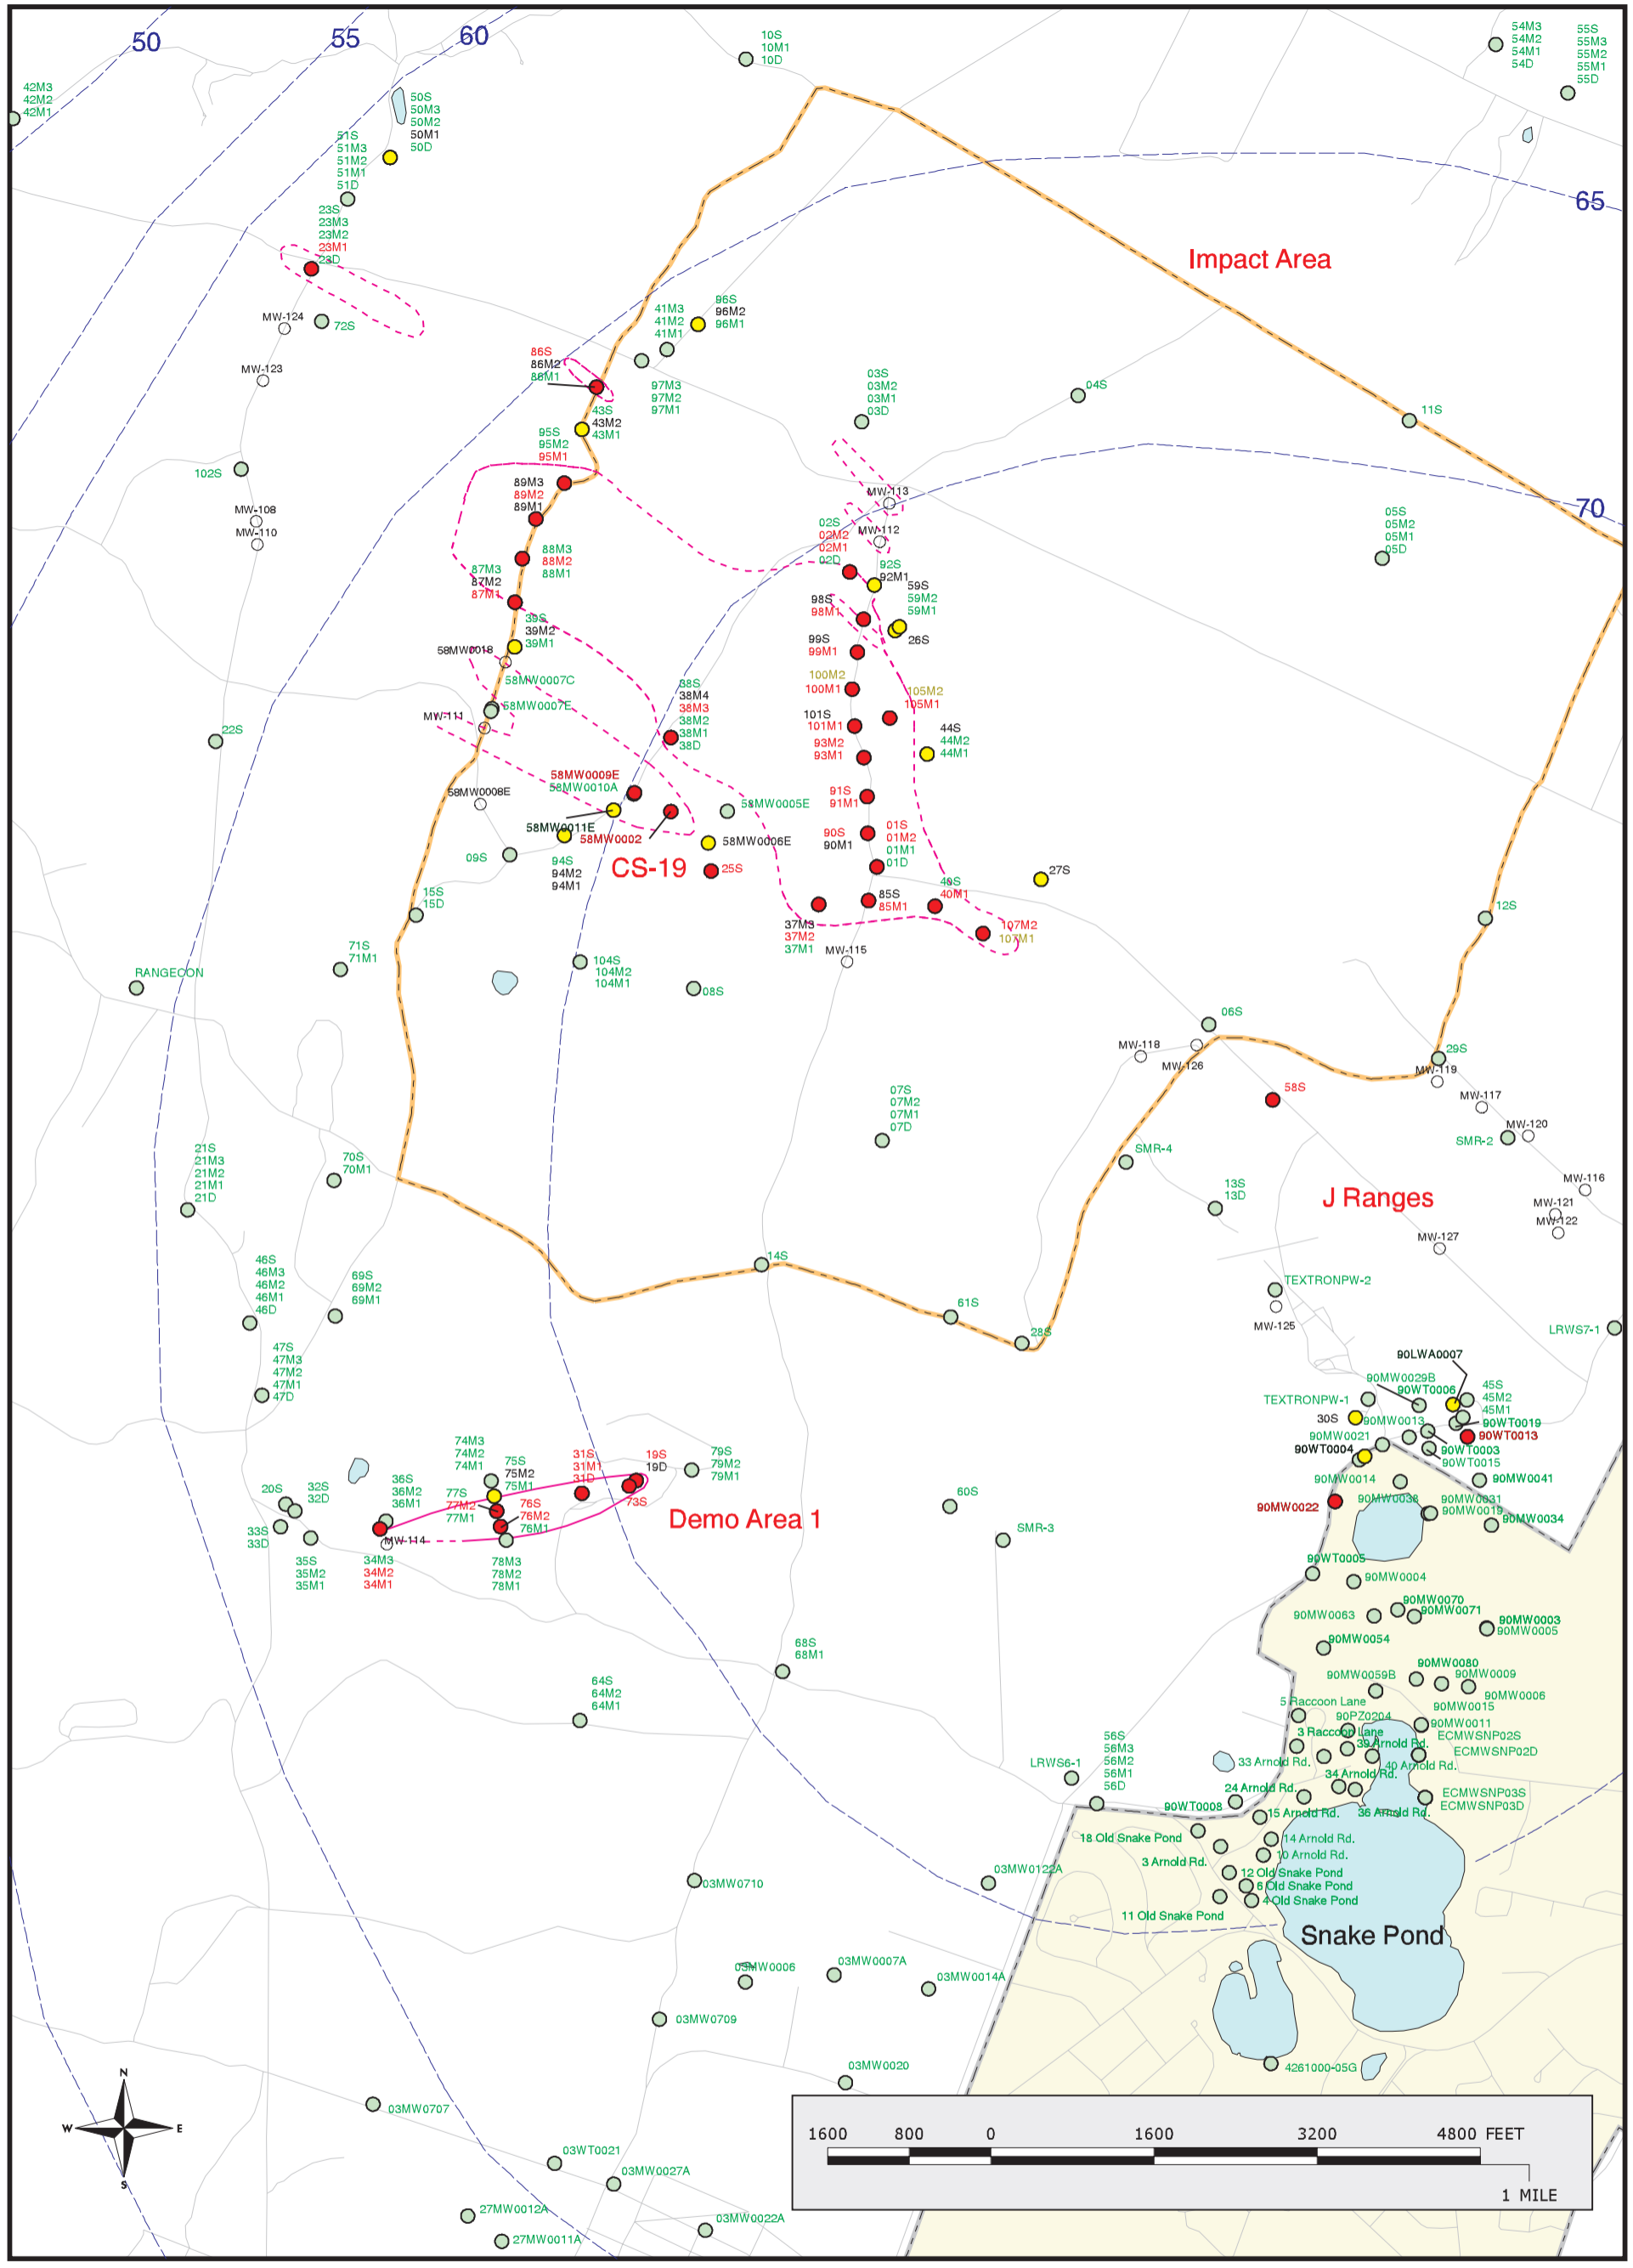 50
55
60
10S
10M1
10D
54M3
54M2
54M1
54D
55S
55M3
55M2
55M1
55D
42M3
42M2
42M1
50S
50M3
50M2
50M1
50D
51S
51M3
51M2
51M1
51D
65
23S
23M3
23M2
23M1
23D
Impact Area
MW-124
72S
96S
96M2
96M1
41M3
41M2
41M1
MW-123
86S
86M2
86M1
97M3
97M2
97M1
03S
03M2
03M1
03D
04S
11S
43S
43M2
43M1
95S
95M2
95M1
102S
89M3
89M2
89M1
MW-113
70
MW-108
MW-110
02S
02M2
02M1
02D
MW-112
05S
05M2
05M1
05D
88M3
88M2
88M1
87M3
87M2
87M1
92S
92M1
59S
59M2
59M1
98S
98M1
26S
39S
39M2
39M1
58MW0018
99S
99M1
58MW0007C
58MW0007E
MW-111
38S
38M4
38M3
38M2
38M1
38D
100M2
100M1
105M2
105M1
22S
101S
101M1
44S
44M2
44M1
93M2
93M1
58MW0009E
58MW0010A
58MW0008E
58MW0005E
91S
91M1
58MW0011E
58MW0002
58MW0006E
90S
90M1
01S
01M2
01M1
01D
09S
94S
94M2
94M1
CS-19
25S
27S
15S
15D
85S
85M1
40S
40M1
12S
37M3
37M2
37M1
107M2
107M1
71S
71M1
MW-115
RANGECON
104S
104M2
104M1
08S
06S
MW-118
MW-126
29S
MW-119
58S
MW-117
07S
07M2
07M1
07D
SMR-2
MW-120
SMR-4
21S
21M3
21M2
21M1
21D
70S
70M1
13S
13D
J Ranges
MW-116
MW-121
MW-122
MW-127
14S
46S
46M3
46M2
46M1
46D
69S
69M2
69M1
TEXTRONPW-2
MW-125
61S
28S
LRWS7-1
47S
47M3
47M2
47M1
47D
90LWA0007
90MW0029B
90WT0006
45S
45M2
45M1
TEXTRONPW-1
30S
90MW0013
90WT0019
90MW0021
90WT0013
90WT0004
90WT0003
90WT0015
74M3
74M2
74M1
75S
75M2
75M1
31S
31M1
31D
19S
19D
73S
79S
79M2
79M1
90MW0014
90MW0041
20S
32S
32D
36S
36M2
36M1
77S
77M2
77M1
76S
76M2
76M1
Demo Area 1
60S
90MW0022
90MW0038
90MW0031
90MW0019
90MW0034
33S
33D
MW-114
SMR-3
35S
35M2
35M1
34M3
34M2
34M1
78M3
78M2
78M1
90WT0005
90MW0004
90MW0070
90MW0063
90MW0071
90MW0003
90MW0005
90MW0054
68S
68M1
90MW0080
90MW0059B
90MW0009
90MW0006
64S
64M2
64M1
5 Raccoon Lane
90MW0015
90PZ0204
90MW0011
3 Raccoon Lane
ECMWSNP02S
39 Arnold Rd.
ECMWSNP02D
56S
56M3
56M2
56M1
56D
LRWS6-1
33 Arnold Rd.
40 Arnold Rd.
34 Arnold Rd.
24 Arnold Rd.
ECMWSNP03S
ECMWSNP03D
90WT0008
15 Arnold Rd.
36 Arnold Rd.
18 Old Snake Pond
14 Arnold Rd.
10 Arnold Rd.
3 Arnold Rd.
12 Old Snake Pond
6 Old Snake Pond
4 Old Snake Pond
11 Old Snake Pond
03MW0710
03MW0122A
Snake Pond
03MW0006
03MW0007A
03MW0014A
03MW0709
4261000-05G
03MW0020
N
W
E
S
03MW0707
1600 800 0 1600 3200 4800 FEET
1 MILE
03WT0021
03MW0027A
27MW0012A
03MW0022A
27MW0011A